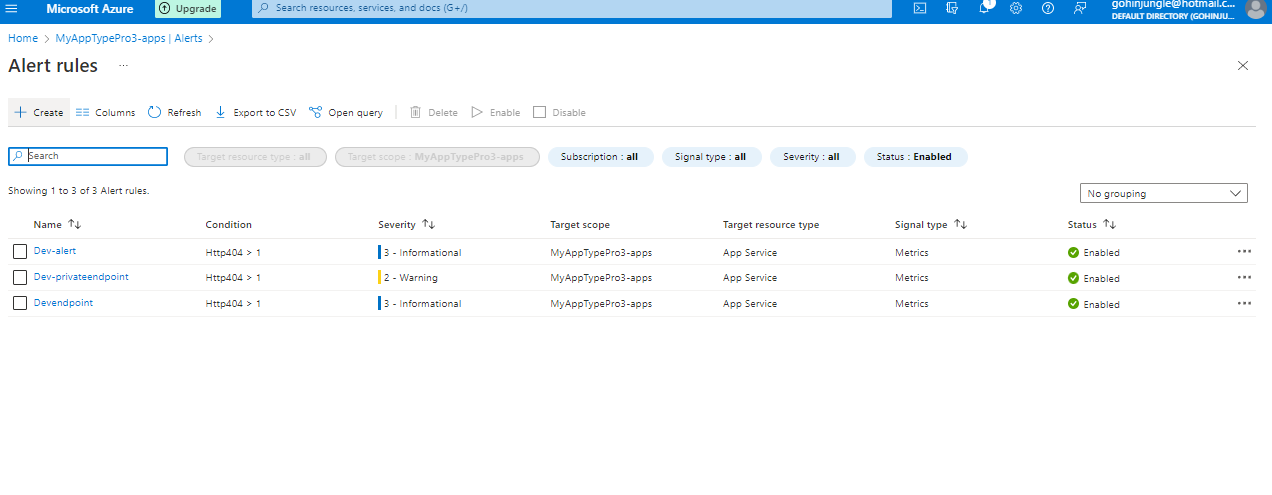 Microsoft Azure Upgrade Search resources, services, and docs (G+/) 1 gohinjungle@hotmail.c...
DEFAULT DIRECTORY (GOHINJU...
Home > MyAppTypePro3-apps | Alerts >
Alert rules ...
Create Columns Refresh Export to CSV Open query Delete Enable Disable
Search Target resource type : all Target scope : MyAppTypePro3-apps Subscription : all Signal type : all Severity : all Status : Enabled
Showing 1 to 3 of 3 Alert rules.
No grouping
Name Condition Severity Target scope Target resource type Signal type Status
Dev-alert Http404 > 1 3 - Informational MyAppTypePro3-apps App Service Metrics Enabled
Dev-privateendpoint Http404 > 1 2 - Warning MyAppTypePro3-apps App Service Metrics Enabled
Devendpoint Http404 > 1 3 - Informational MyAppTypePro3-apps App Service Metrics Enabled